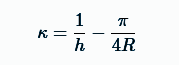 κ = 1/h − π/4R